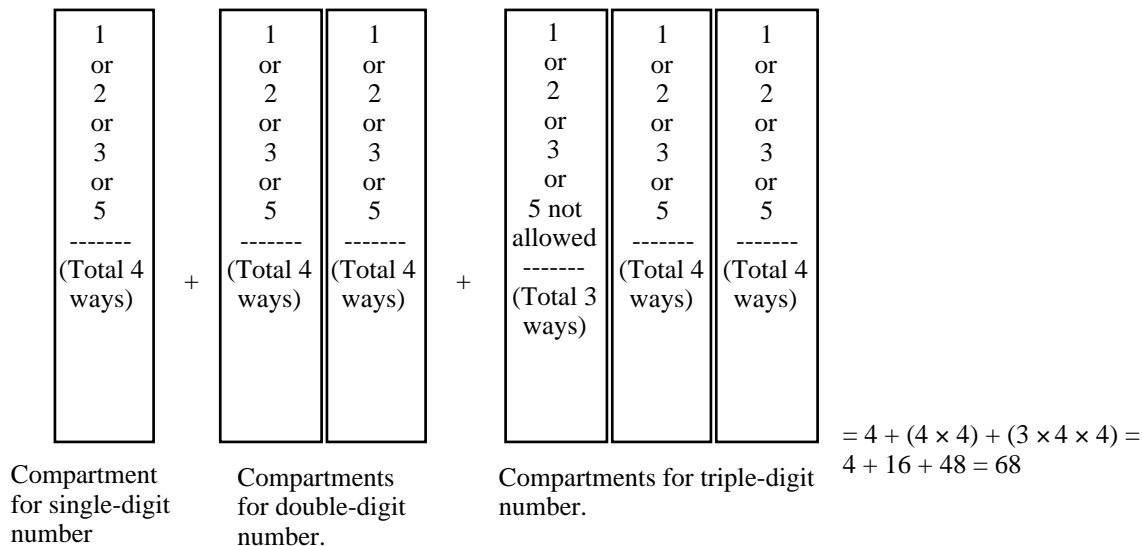 1
or
2
or
3
or
5
-------
(Total 4
ways)
+
1
or
2
or
3
or
5
-------
(Total 4
ways)
1
or
2
or
3
or
5
-------
(Total 4
ways)
+
1
or
2
or
3
or
5 not
allowed
-------
(Total 3
ways)
1
or
2
or
3
or
5
-------
(Total 4
ways)
1
or
2
or
3
or
5
-------
(Total 4
ways)
= 4 + (4 × 4) + (3 × 4 × 4) =
4 + 16 + 48 = 68
Compartment
for single-digit
number
Compartments
for double-digit
number.
Compartments for triple-digit
number.